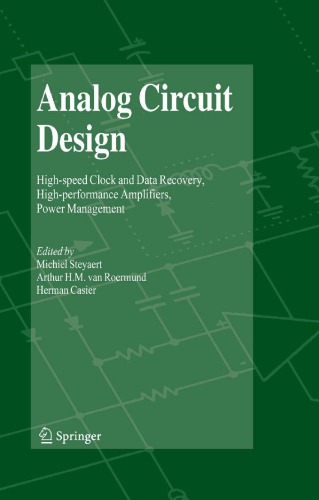 Analog Circuit
Design
High-speed Clock and Data Recovery,
High-performance Amplifiers,
Power Management
Edited by
Michiel Steyaert
Arthur H.M. van Roermund
Herman Casier
Springer